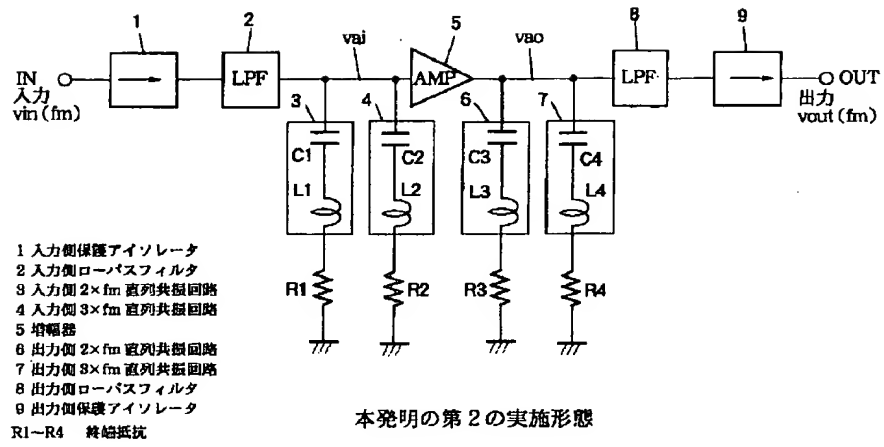 1
2
5
8
9
vai
vao
IN
入力
vin(fm)
LPF
AMP
LPF
OUT
出力
vout(fm)
3
4
6
7
C1
C2
C3
C4
L1
L2
L3
L4
R1
R2
R3
R4
1 入力側保護アイソレータ
2 入力側ローパスフィルタ
3 入力側 2×fm 直列共振回路
4 入力側 3×fm 直列共振回路
5 増幅器
6 出力側 2×fm 直列共振回路
7 出力側 3×fm 直列共振回路
8 出力側ローパスフィルタ
9 出力側保護アイソレータ
R1~R4 終端抵抗
本発明の第2の実施形態